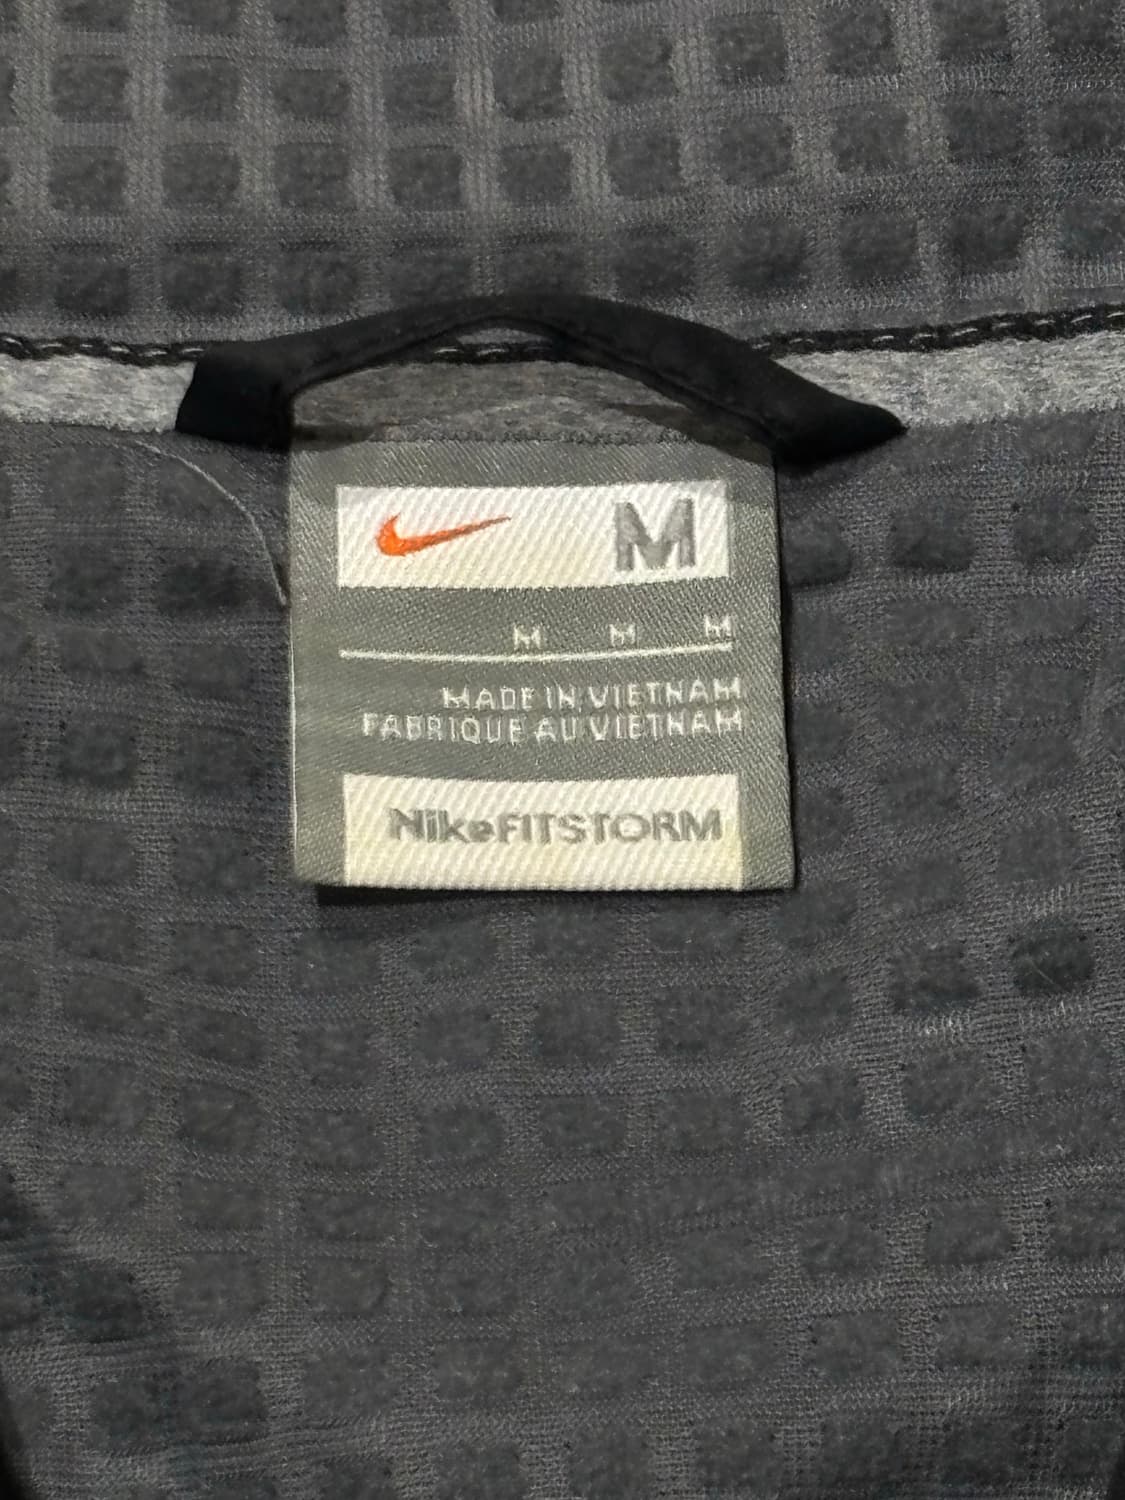 M
M M M
MADE IN VIETNAM
FABRIQUE AU VIETNAM
NikeFITSTORM